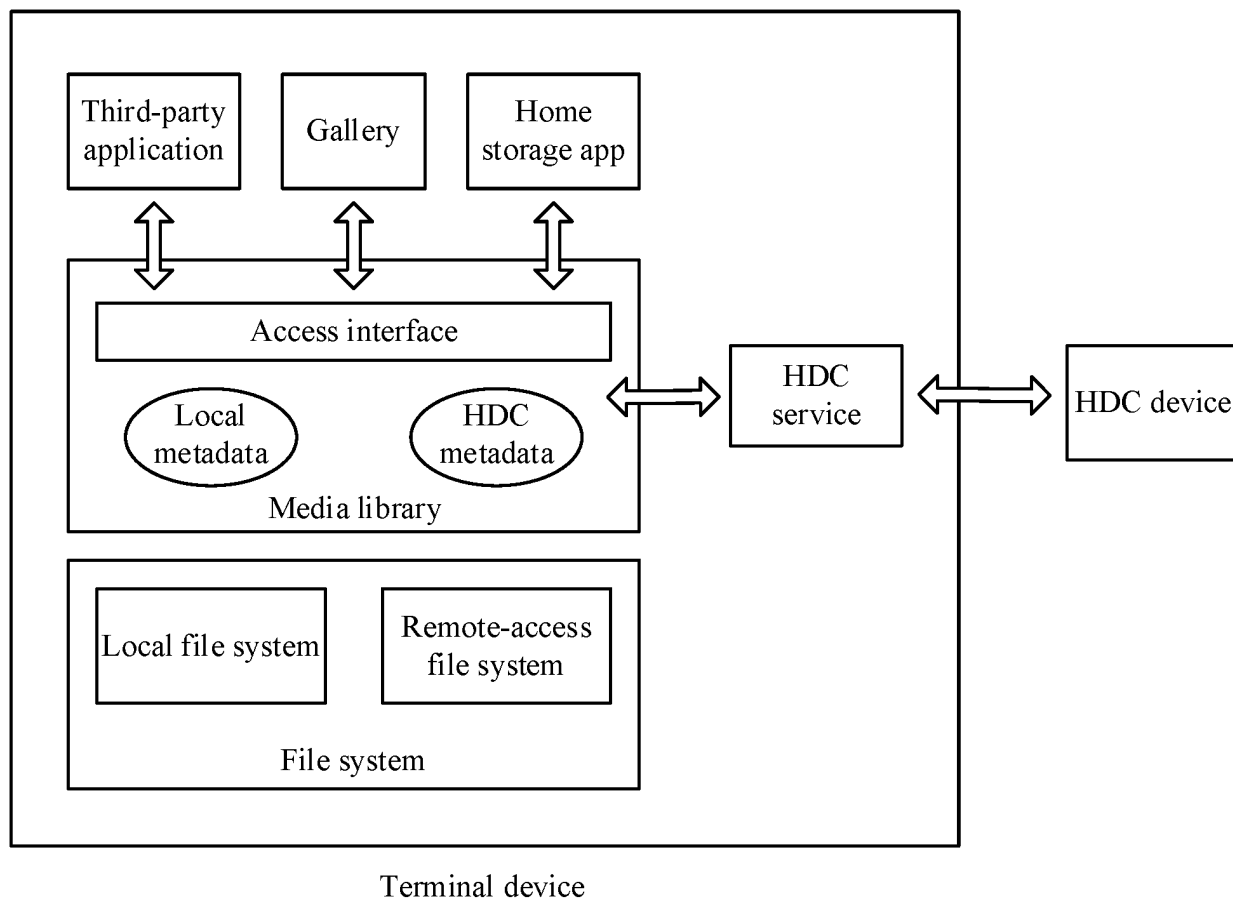 Third-party
application
Gallery
Home
storage app
Access interface
Local
metadata
HDC
metadata
Media library
HDC
service
HDC device
Local file system
Remote-access
file system
File system
Terminal device